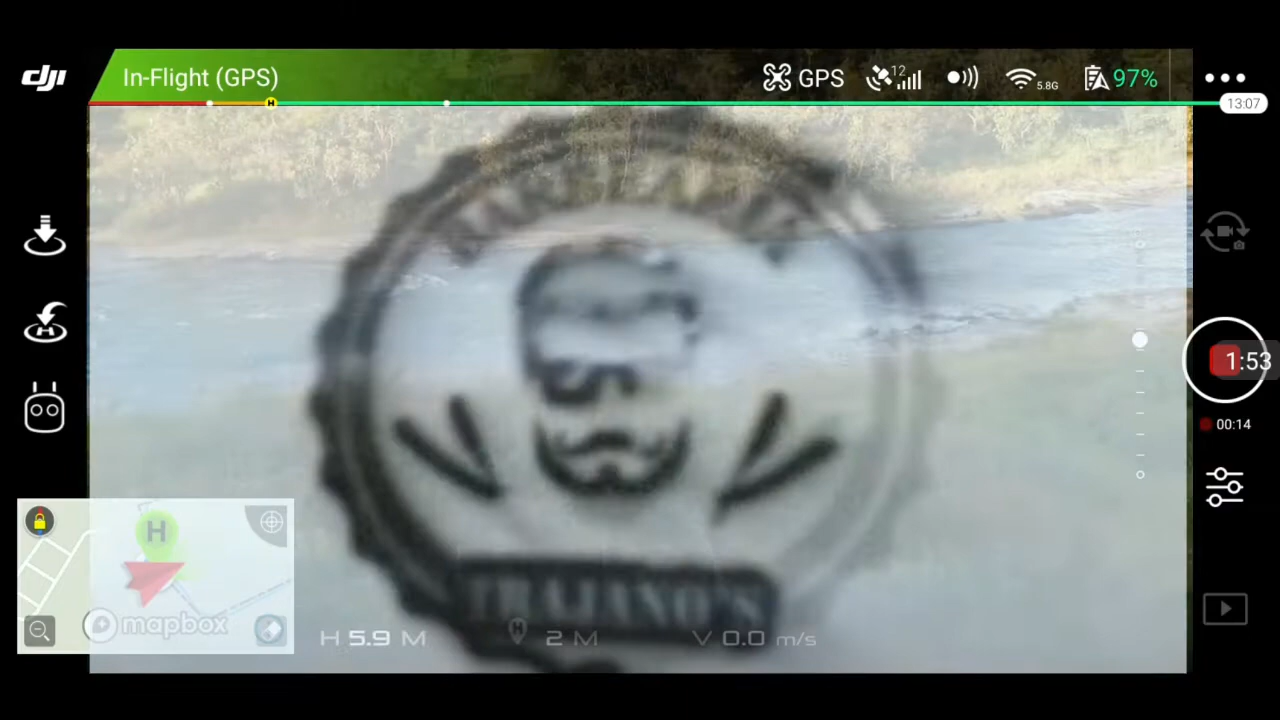 dji
In-Flight (GPS)
GPS
12
5.8G
97%
13:07
H
1:53
00:14
H
mapbox
TRAJANO'S
H 5.9 M
H 2 M
V 0.0 m/s